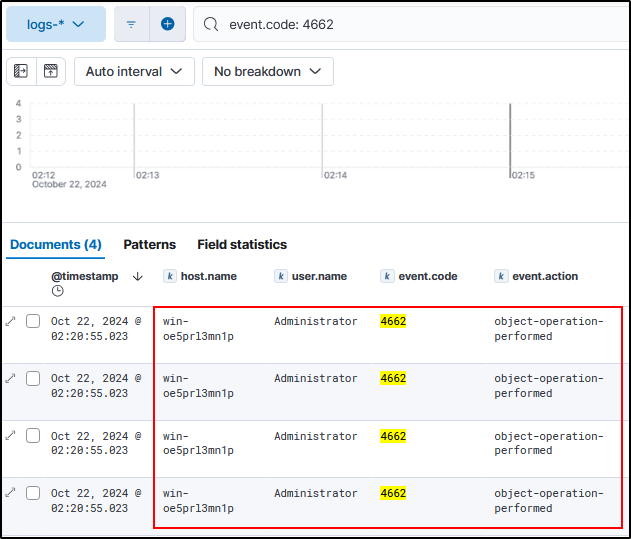 logs-* event.code: 4662
Auto interval No breakdown
4
3
2
1
0
02:12 02:13 02:14 02:15
October 22, 2024
Documents (4) Patterns Field statistics
@timestamp k host.name k user.name k event.code k event.action
Oct 22, 2024 @ win- Administrator 4662 object-operation-
02:20:55.023 oe5prl3mn1p performed
Oct 22, 2024 @ win- Administrator 4662 object-operation-
02:20:55.023 oe5prl3mn1p performed
Oct 22, 2024 @ win- Administrator 4662 object-operation-
02:20:55.023 oe5prl3mn1p performed
Oct 22, 2024 @ win- Administrator 4662 object-operation-
02:20:55.023 oe5prl3mn1p performed